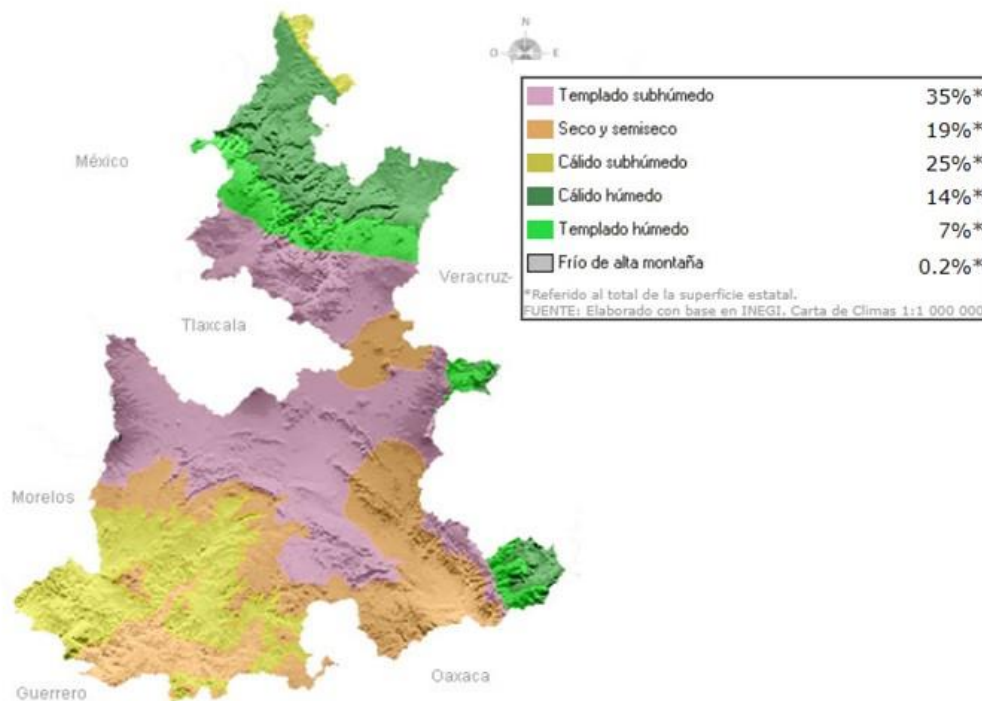 N
O E
Templado subhúmedo 35%*
Seco y semiseco 19%*
México
Cálido subhúmedo 25%*
Cálido húmedo 14%*
Templado húmedo 7%*
Frío de alta montaña 0.2%*
Veracruz-
*Referido al total de la superficie estatal.
FUENTE: Elaborado con base en INEGI. Carta de Climas 1:1 000 000
Tlaxcala
Morelos
Oaxaca
Guerrero